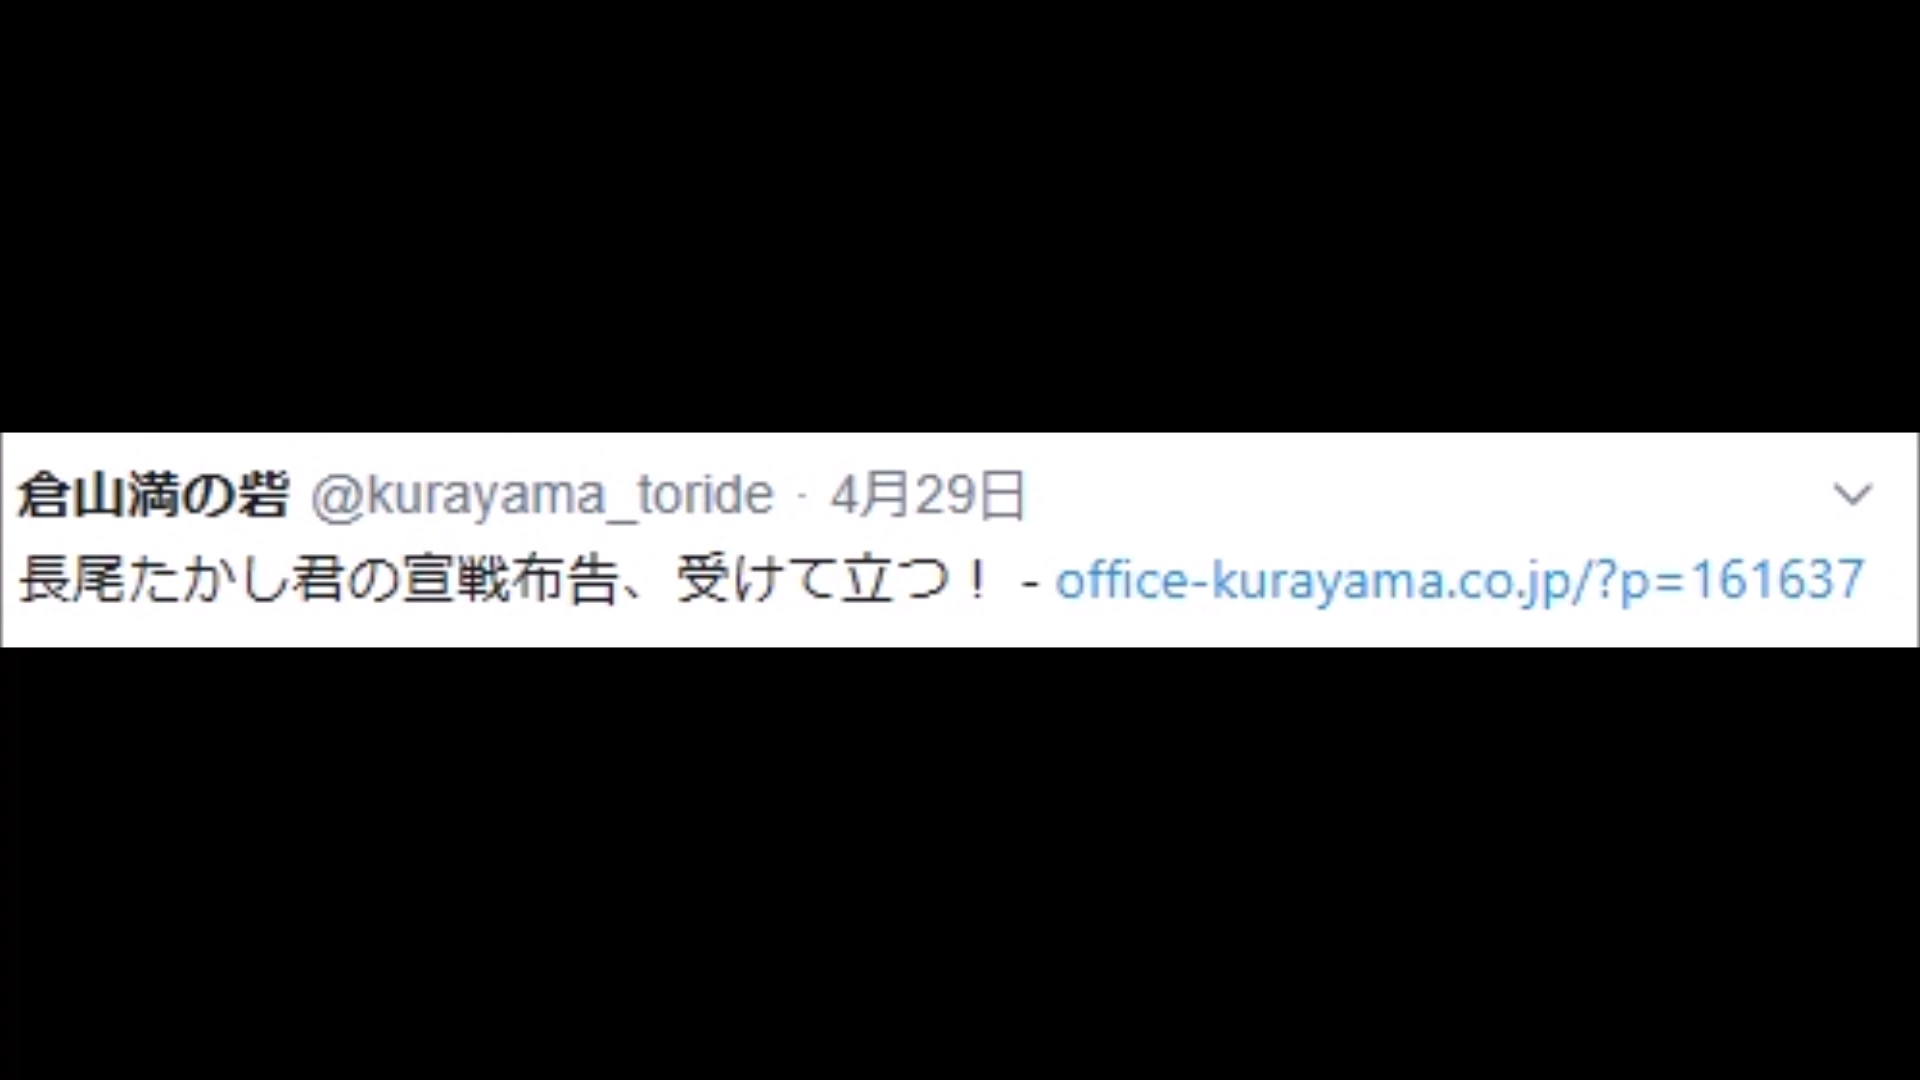 倉山満の砦 @kurayama_toride · 4月29日
長尾たかし君の宣戦布告、受けて立つ！ - office-kurayama.co.jp/?p=161637